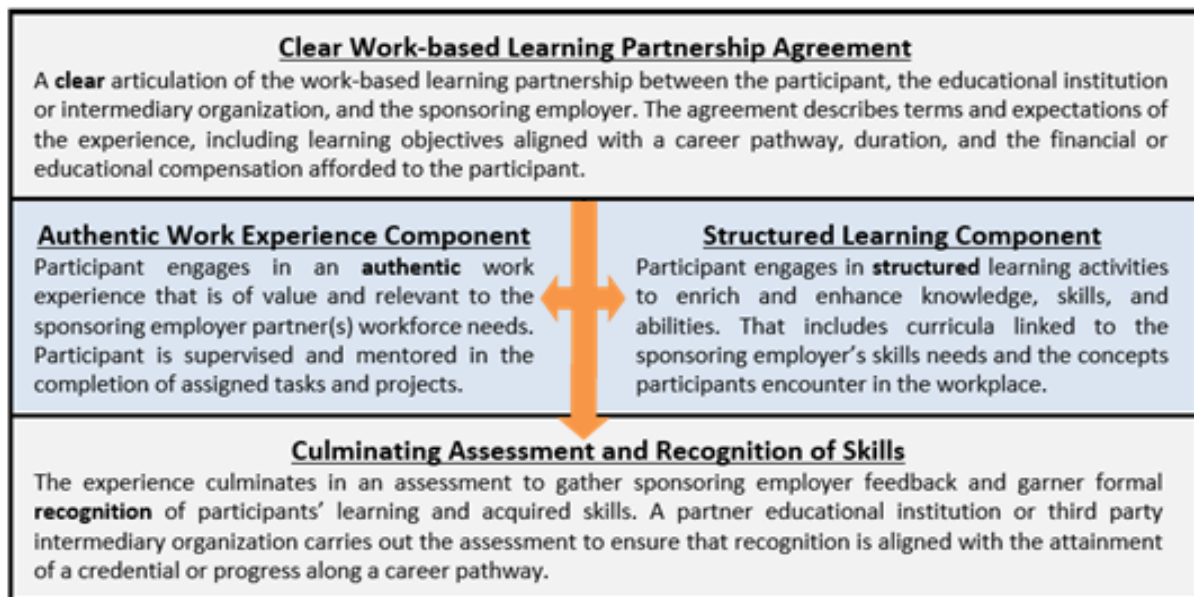 Clear Work-based Learning Partnership Agreement
A clear articulation of the work-based learning partnership between the participant, the educational institution
or intermediary organization, and the sponsoring employer. The agreement describes terms and expectations of
the experience, including learning objectives aligned with a career pathway, duration, and the financial or
educational compensation afforded to the participant.
Authentic Work Experience Component
Participant engages in an authentic work
experience that is of value and relevant to the
sponsoring employer partner(s) workforce needs.
Participant is supervised and mentored in the
completion of assigned tasks and projects.
Structured Learning Component
Participant engages in structured learning activities
to enrich and enhance knowledge, skills, and
abilities. That includes curricula linked to the
sponsoring employer's skills needs and the concepts
participants encounter in the workplace.
Culminating Assessment and Recognition of Skills
The experience culminates in an assessment to gather sponsoring employer feedback and garner formal
recognition of participants' learning and acquired skills. A partner educational institution or third party
intermediary organization carries out the assessment to ensure that recognition is aligned with the attainment
of a credential or progress along a career pathway.